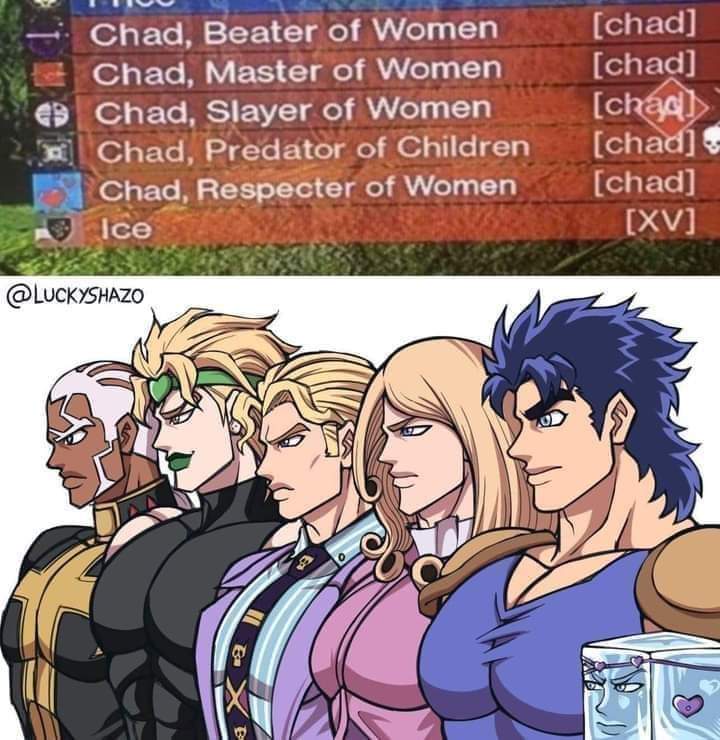 Chad, Beater of Women [chad]
Chad, Master of Women [chad]
Chad, Slayer of Women [chad]
Chad, Predator of Children [chad]
Chad, Respecter of Women [chad]
Ice [XV]
@LUCKYSHAZO